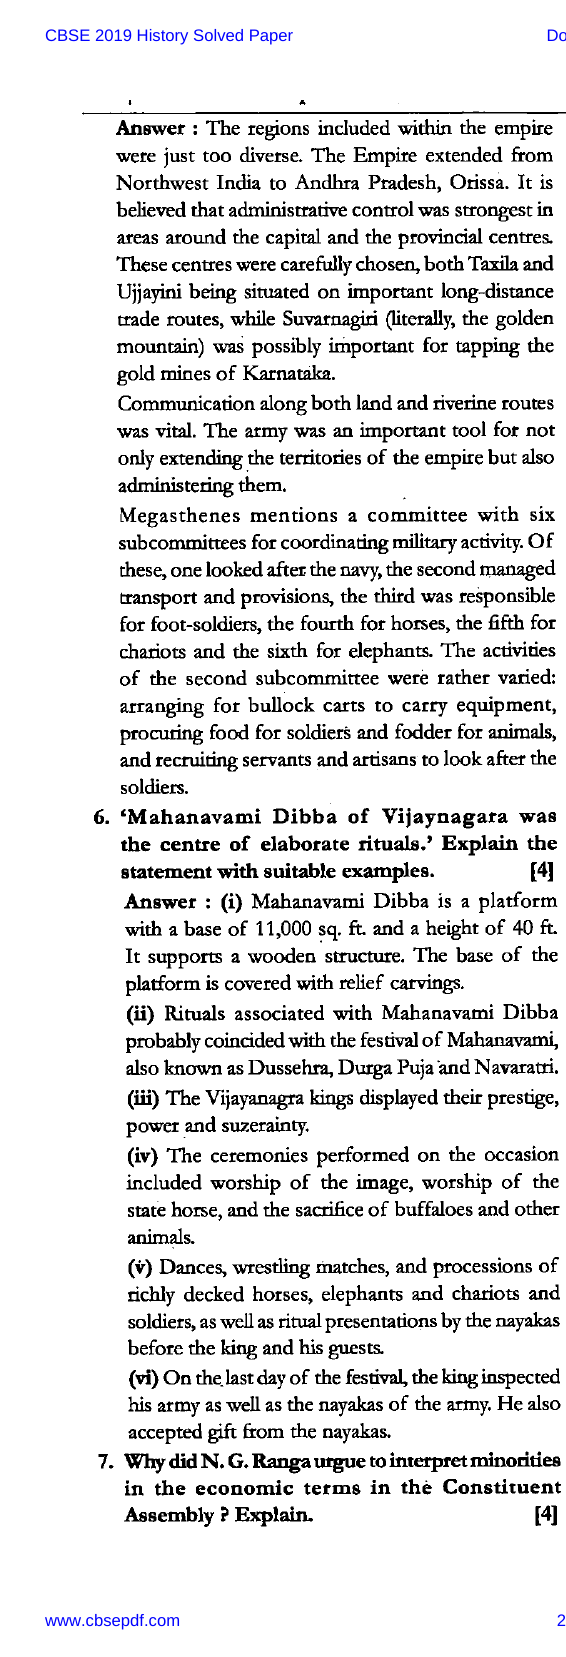 CBSE 2019 History Solved Paper Do
Answer : The regions included within the empire
were just too diverse. The Empire extended from
Northwest India to Andhra Pradesh, Orissa. It is
believed that administrative control was strongest in
areas around the capital and the provincial centres.
These centres were carefully chosen, both Taxila and
Ujjayini being situated on important long-distance
trade routes, while Suvarnagiri (literally, the golden
mountain) was possibly important for tapping the
gold mines of Karnataka.
Communication along both land and riverine routes
was vital. The army was an important tool for not
only extending the territories of the empire but also
administering them.
Megasthenes mentions a committee with six
subcommittees for coordinating military activity. Of
these, one looked after the navy, the second managed
transport and provisions, the third was responsible
for foot-soldiers, the fourth for horses, the fifth for
chariots and the sixth for elephants. The activities
of the second subcommittee were rather varied:
arranging for bullock carts to carry equipment,
procuring food for soldiers and fodder for animals,
and recruiting servants and artisans to look after the
soldiers.
6. ‘Mahanavami Dibba of Vijaynagara was
the centre of elaborate rituals.’ Explain the
statement with suitable examples. [4]
Answer : (i) Mahanavami Dibba is a platform
with a base of 11,000 sq. ft. and a height of 40 ft.
It supports a wooden structure. The base of the
platform is covered with relief carvings.
(ii) Rituals associated with Mahanavami Dibba
probably coincided with the festival of Mahanavami,
also known as Dussehra, Durga Puja and Navaratri.
(iii) The Vijayanagra kings displayed their prestige,
power and suzerainty.
(iv) The ceremonies performed on the occasion
included worship of the image, worship of the
state horse, and the sacrifice of buffaloes and other
animals.
(v) Dances, wrestling matches, and processions of
richly decked horses, elephants and chariots and
soldiers, as well as ritual presentations by the nayakas
before the king and his guests.
(vi) On the last day of the festival, the king inspected
his army as well as the nayakas of the army. He also
accepted gift from the nayakas.
7. Why did N. G. Ranga urgue to interpret minorities
in the economic terms in the Constituent
Assembly ? Explain. [4]
www.cbsepdf.com 2